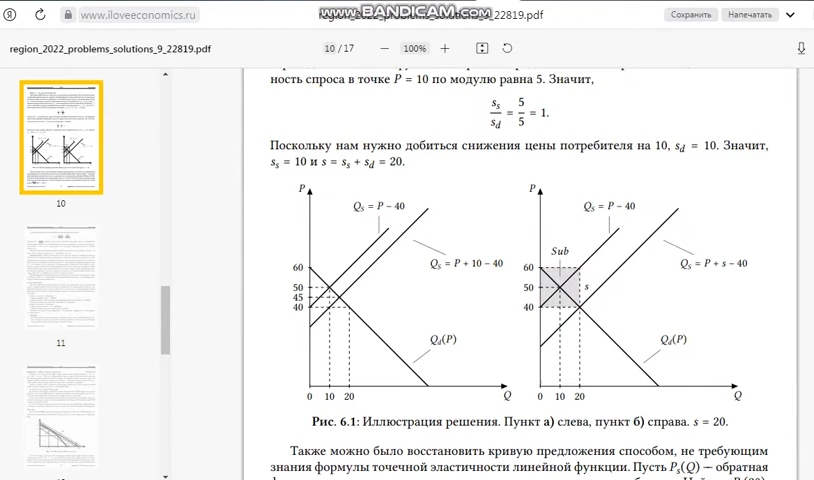 www.BANDICAM.com
www.iloveeconomics.ru
region_2022_problems_solutions_9_22819.pdf
Сохранить
Напечатать
region_2022_problems_solutions_9_22819.pdf
10 / 17
100%
ность спроса в точке P = 10 по модулю равна 5. Значит,
s_s / s_d = 5 / 5 = 1.
Поскольку нам нужно добиться снижения цены потребителя на 10, s_d = 10. Значит,
s_s = 10 и s = s_s + s_d = 20.
P
Q_S = P − 40
Q_S = P + 10 − 40
60
50
45
40
Q_d(P)
0 10 20 Q
P
Q_S = P − 40
Sub
Q_S = P + s − 40
60
50
40
s
Q_d(P)
0 10 20 Q
Рис. 6.1: Иллюстрация решения. Пункт а) слева, пункт б) справа. s = 20.
Также можно было восстановить кривую предложения способом, не требующим
знания формулы точечной эластичности линейной функции. Пусть P_s(Q) — обратная
10
11